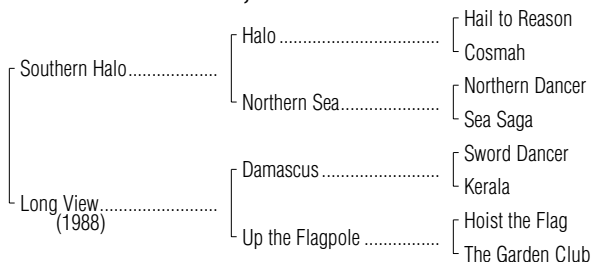 Hail to Reason
Halo
Cosmah
Southern Halo
Northern Dancer
Northern Sea
Sea Saga
Sword Dancer
Damascus
Kerala
Long View
(1988)
Hoist the Flag
Up the Flagpole
The Garden Club